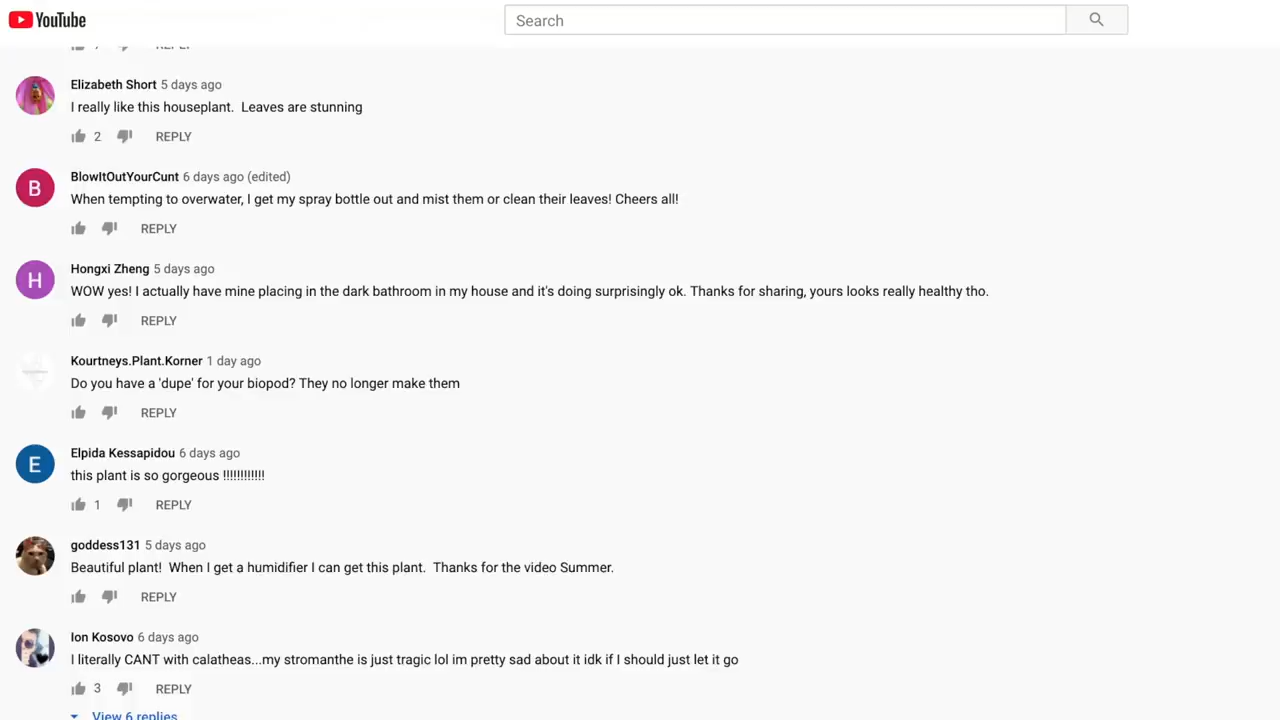 YouTube
Search
7 REPLY
Elizabeth Short 5 days ago
I really like this houseplant.  Leaves are stunning
2 REPLY
B
BlowItOutYourCunt 6 days ago (edited)
When tempting to overwater, I get my spray bottle out and mist them or clean their leaves! Cheers all!
REPLY
H
Hongxi Zheng 5 days ago
WOW yes! I actually have mine placing in the dark bathroom in my house and it's doing surprisingly ok. Thanks for sharing, yours looks really healthy tho.
REPLY
Kourtneys.Plant.Korner 1 day ago
Do you have a 'dupe' for your biopod? They no longer make them
REPLY
E
Elpida Kessapidou 6 days ago
this plant is so gorgeous !!!!!!!!!!!!
1 REPLY
goddess131 5 days ago
Beautiful plant!  When I get a humidifier I can get this plant.  Thanks for the video Summer.
REPLY
Ion Kosovo 6 days ago
I literally CANT with calatheas...my stromanthe is just tragic lol im pretty sad about it idk if I should just let it go
3 REPLY
View 6 replies